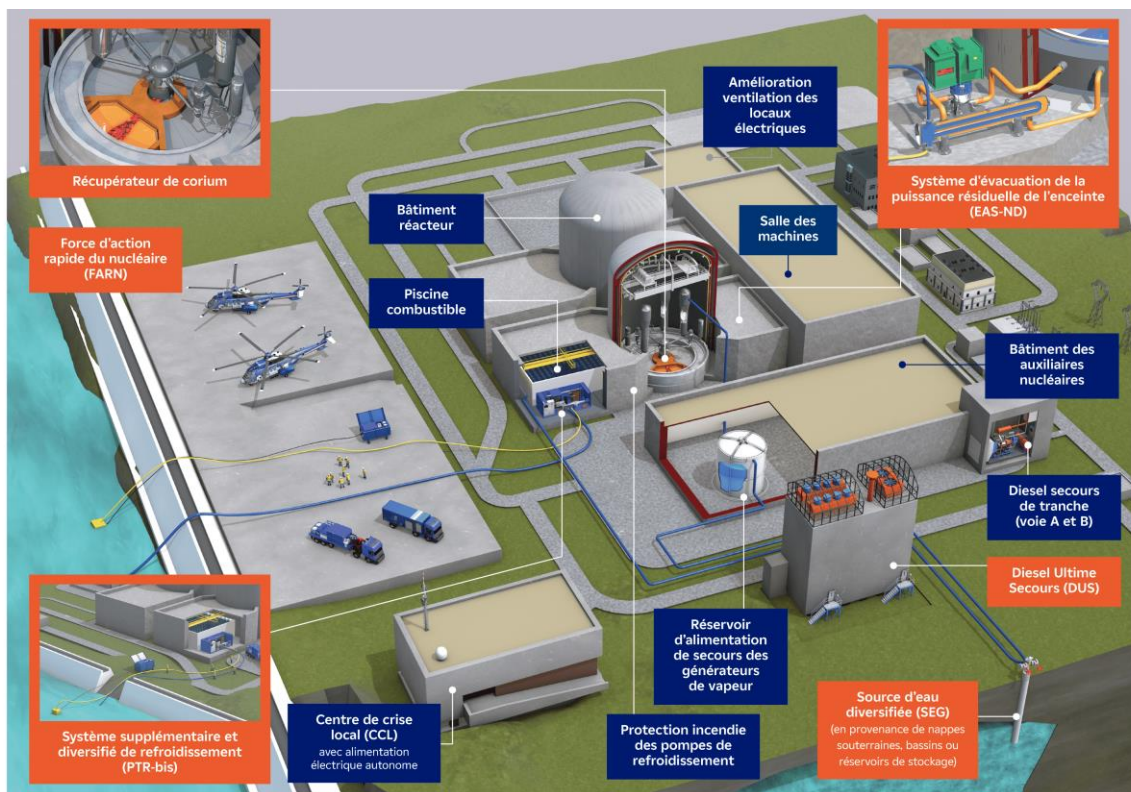 Récupérateur de corium
Amélioration
ventilation des
locaux
électriques
Système d'évacuation de la
puissance résiduelle de l'enceinte
(EAS-ND)
Bâtiment
réacteur
Force d'action
rapide du nucléaire
(FARN)
Salle des
machines
Piscine
combustible
Bâtiment des
auxiliaires
nucléaires
Diesel secours
de tranche
(voie A et B)
Diesel Ultime
Secours (DUS)
Réservoir
d'alimentation
de secours des
générateurs
de vapeur
Source d'eau
diversifiée (SEG)
(en provenance de nappes
souterraines, bassins ou
réservoirs de stockage)
Centre de crise
local (CCL)
avec alimentation
électrique autonome
Protection incendie
des pompes de
refroidissement
Système supplémentaire et
diversifié de refroidissement
(PTR-bis)